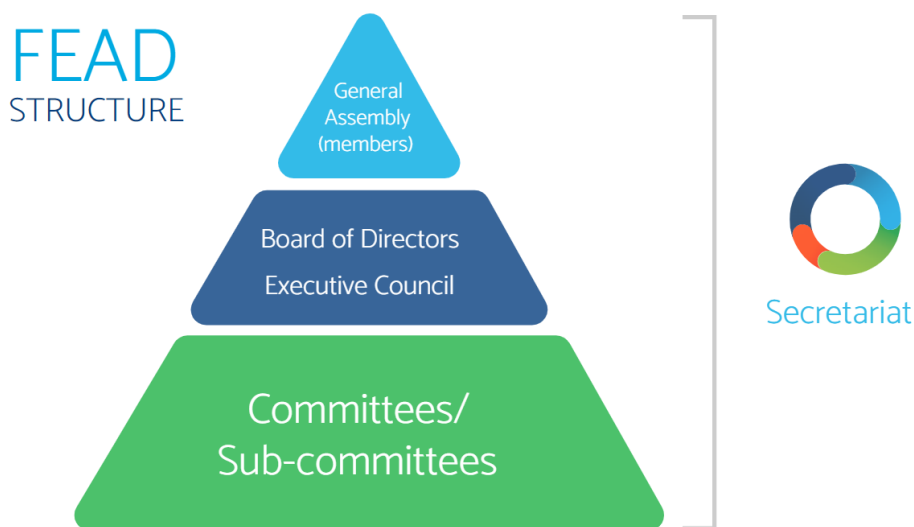 FEAD
STRUCTURE
General
Assembly
(members)
Board of Directors
Executive Council
Committees/
Sub-committees
Secretariat